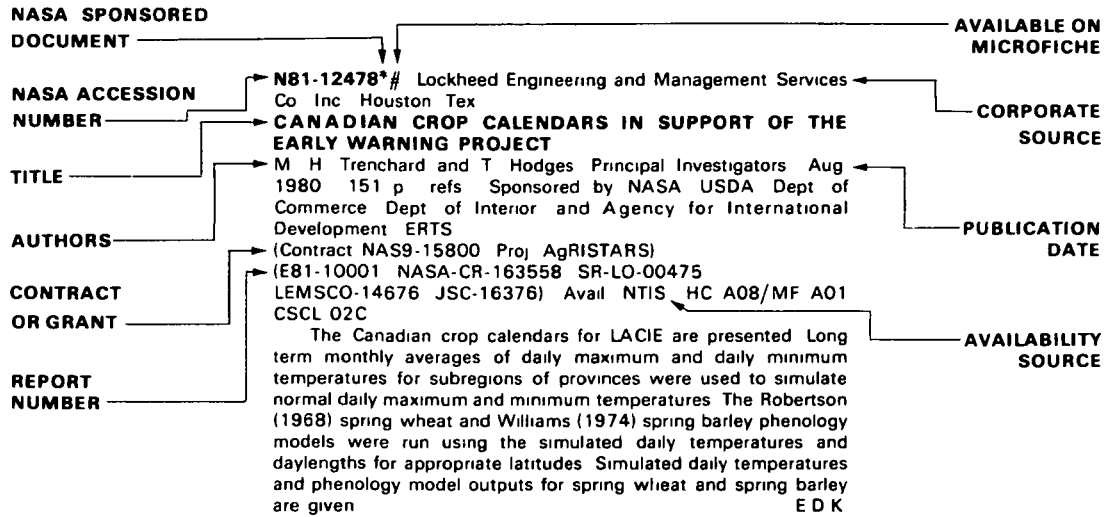 NASA SPONSORED
DOCUMENT
NASA ACCESSION
NUMBER
TITLE
AUTHORS
CONTRACT
OR GRANT
REPORT
NUMBER
N81-12478*# Lockheed Engineering and Management Services
Co Inc Houston Tex
CANADIAN CROP CALENDARS IN SUPPORT OF THE
EARLY WARNING PROJECT
M H Trenchard and T Hodges Principal Investigators Aug
1980 151 p refs Sponsored by NASA USDA Dept of
Commerce Dept of Interior and Agency for International
Development ERTS
(Contract NAS9-15800 Proj AgRISTARS)
(E81-10001 NASA-CR-163558 SR-LO-00475
LEMSCO-14676 JSC-16376) Avail NTIS HC A08/MF A01
CSCL 02C
The Canadian crop calendars for LACIE are presented Long
term monthly averages of daily maximum and daily minimum
temperatures for subregions of provinces were used to simulate
normal daily maximum and minimum temperatures The Robertson
(1968) spring wheat and Williams (1974) spring barley phenology
models were run using the simulated daily temperatures and
daylengths for appropriate latitudes Simulated daily temperatures
and phenology model outputs for spring wheat and spring barley
are given E D K
AVAILABLE ON
MICROFICHE
CORPORATE
SOURCE
PUBLICATION
DATE
AVAILABILITY
SOURCE